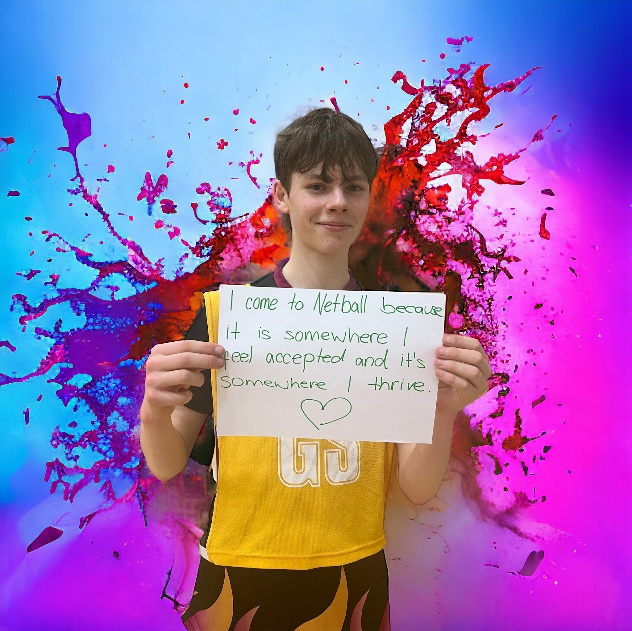 I come to Netball because
it is somewhere I
feel accepted and it's
somewhere I thrive.
GS